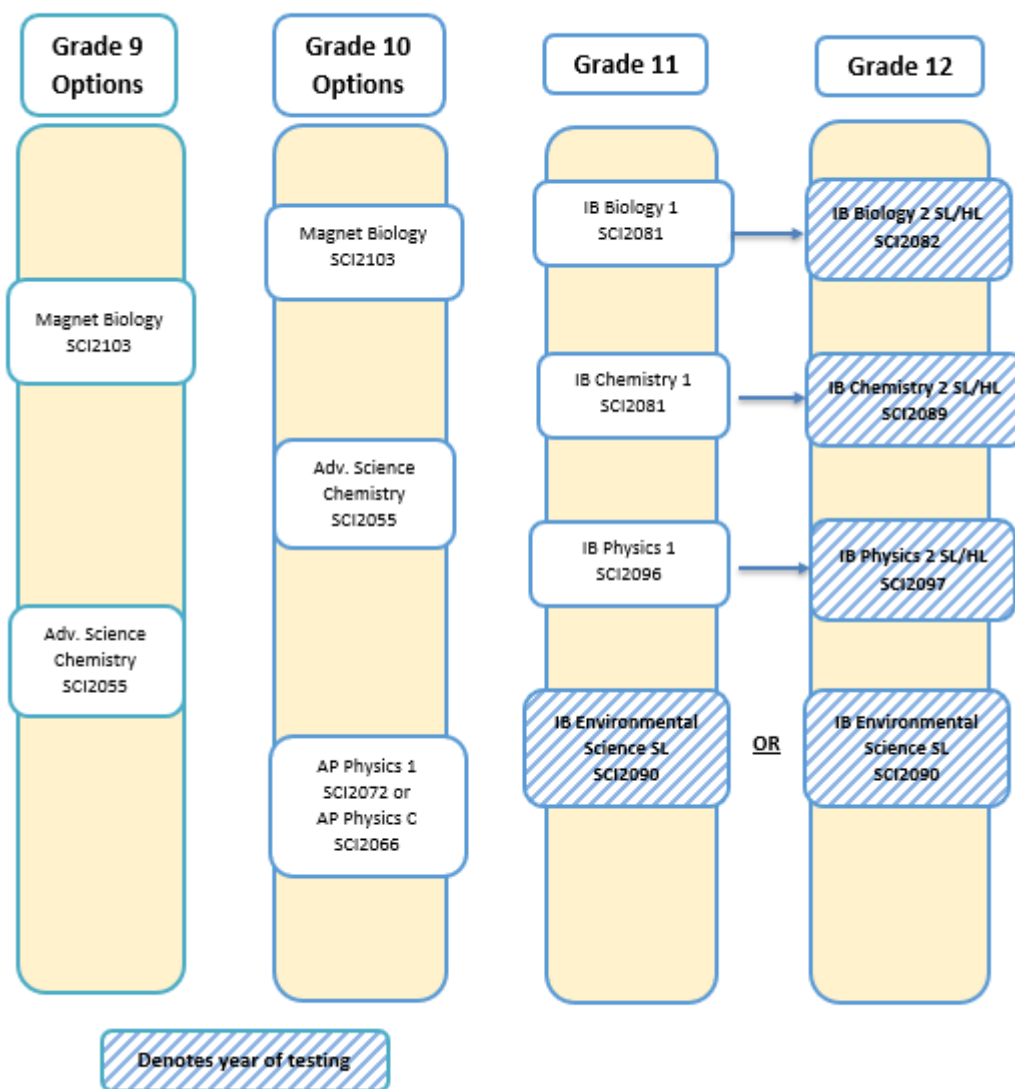 Grade 9
Options
Grade 10
Options
Grade 11
Grade 12
Magnet Biology
SCI2103
Adv. Science
Chemistry
SCI2055
Magnet Biology
SCI2103
Adv. Science
Chemistry
SCI2055
AP Physics 1
SCI2072 or
AP Physics C
SCI2066
IB Biology 1
SCI2081
IB Biology 2 SL/HL
SCI2082
IB Chemistry 1
SCI2081
IB Chemistry 2 SL/HL
SCI2089
IB Physics 1
SCI2096
IB Physics 2 SL/HL
SCI2097
IB Environmental
Science SL
SCI2090
OR
IB Environmental
Science SL
SCI2090
Denotes year of testing